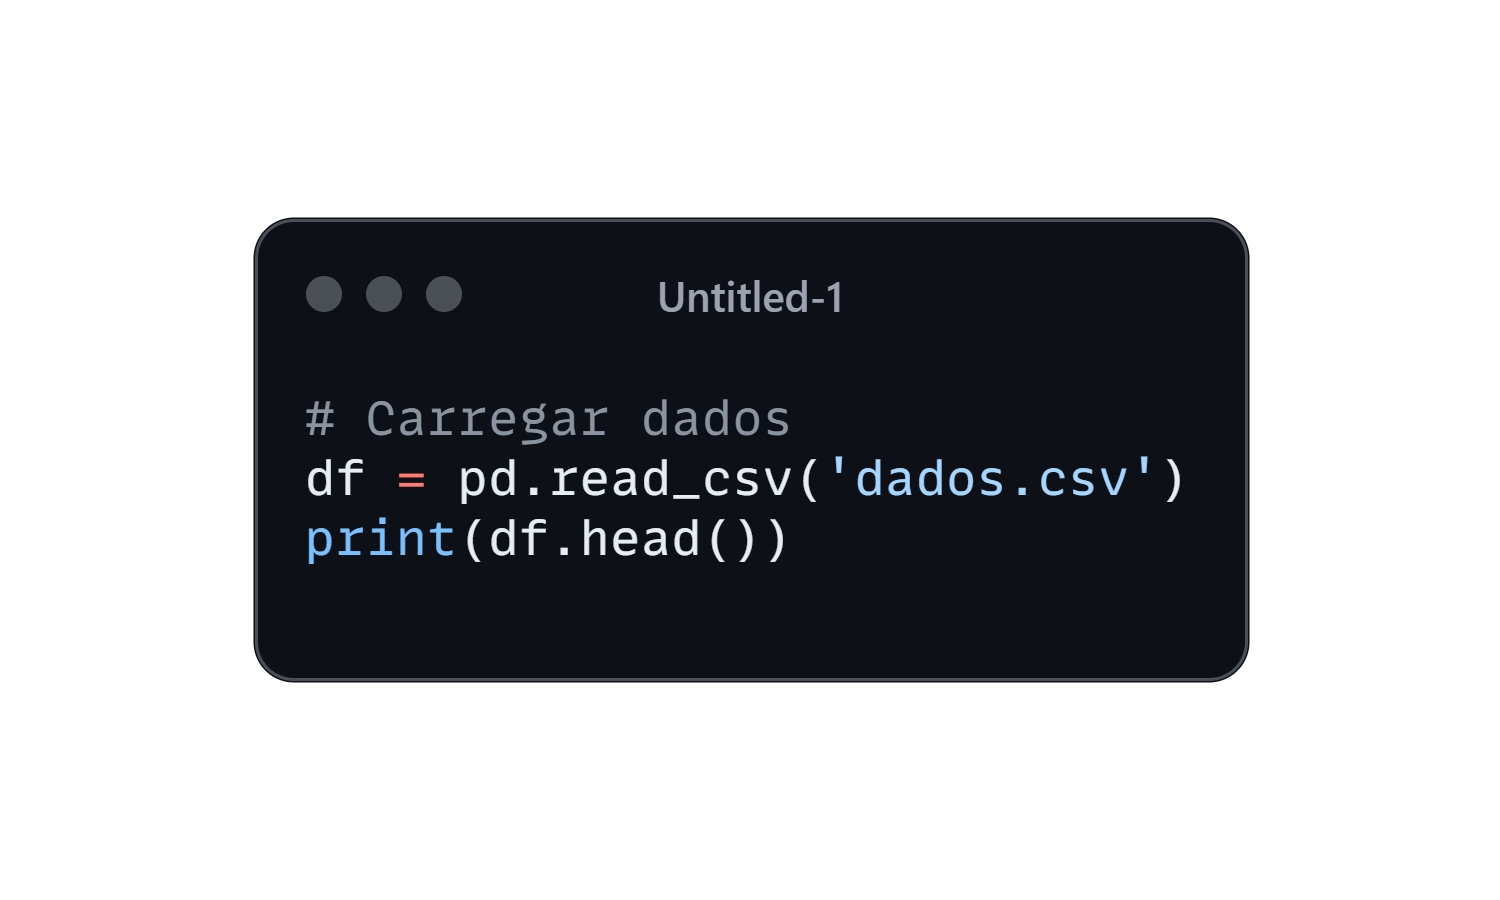 Untitled-1
# Carregar dados
df = pd.read_csv('dados.csv')
print(df.head())